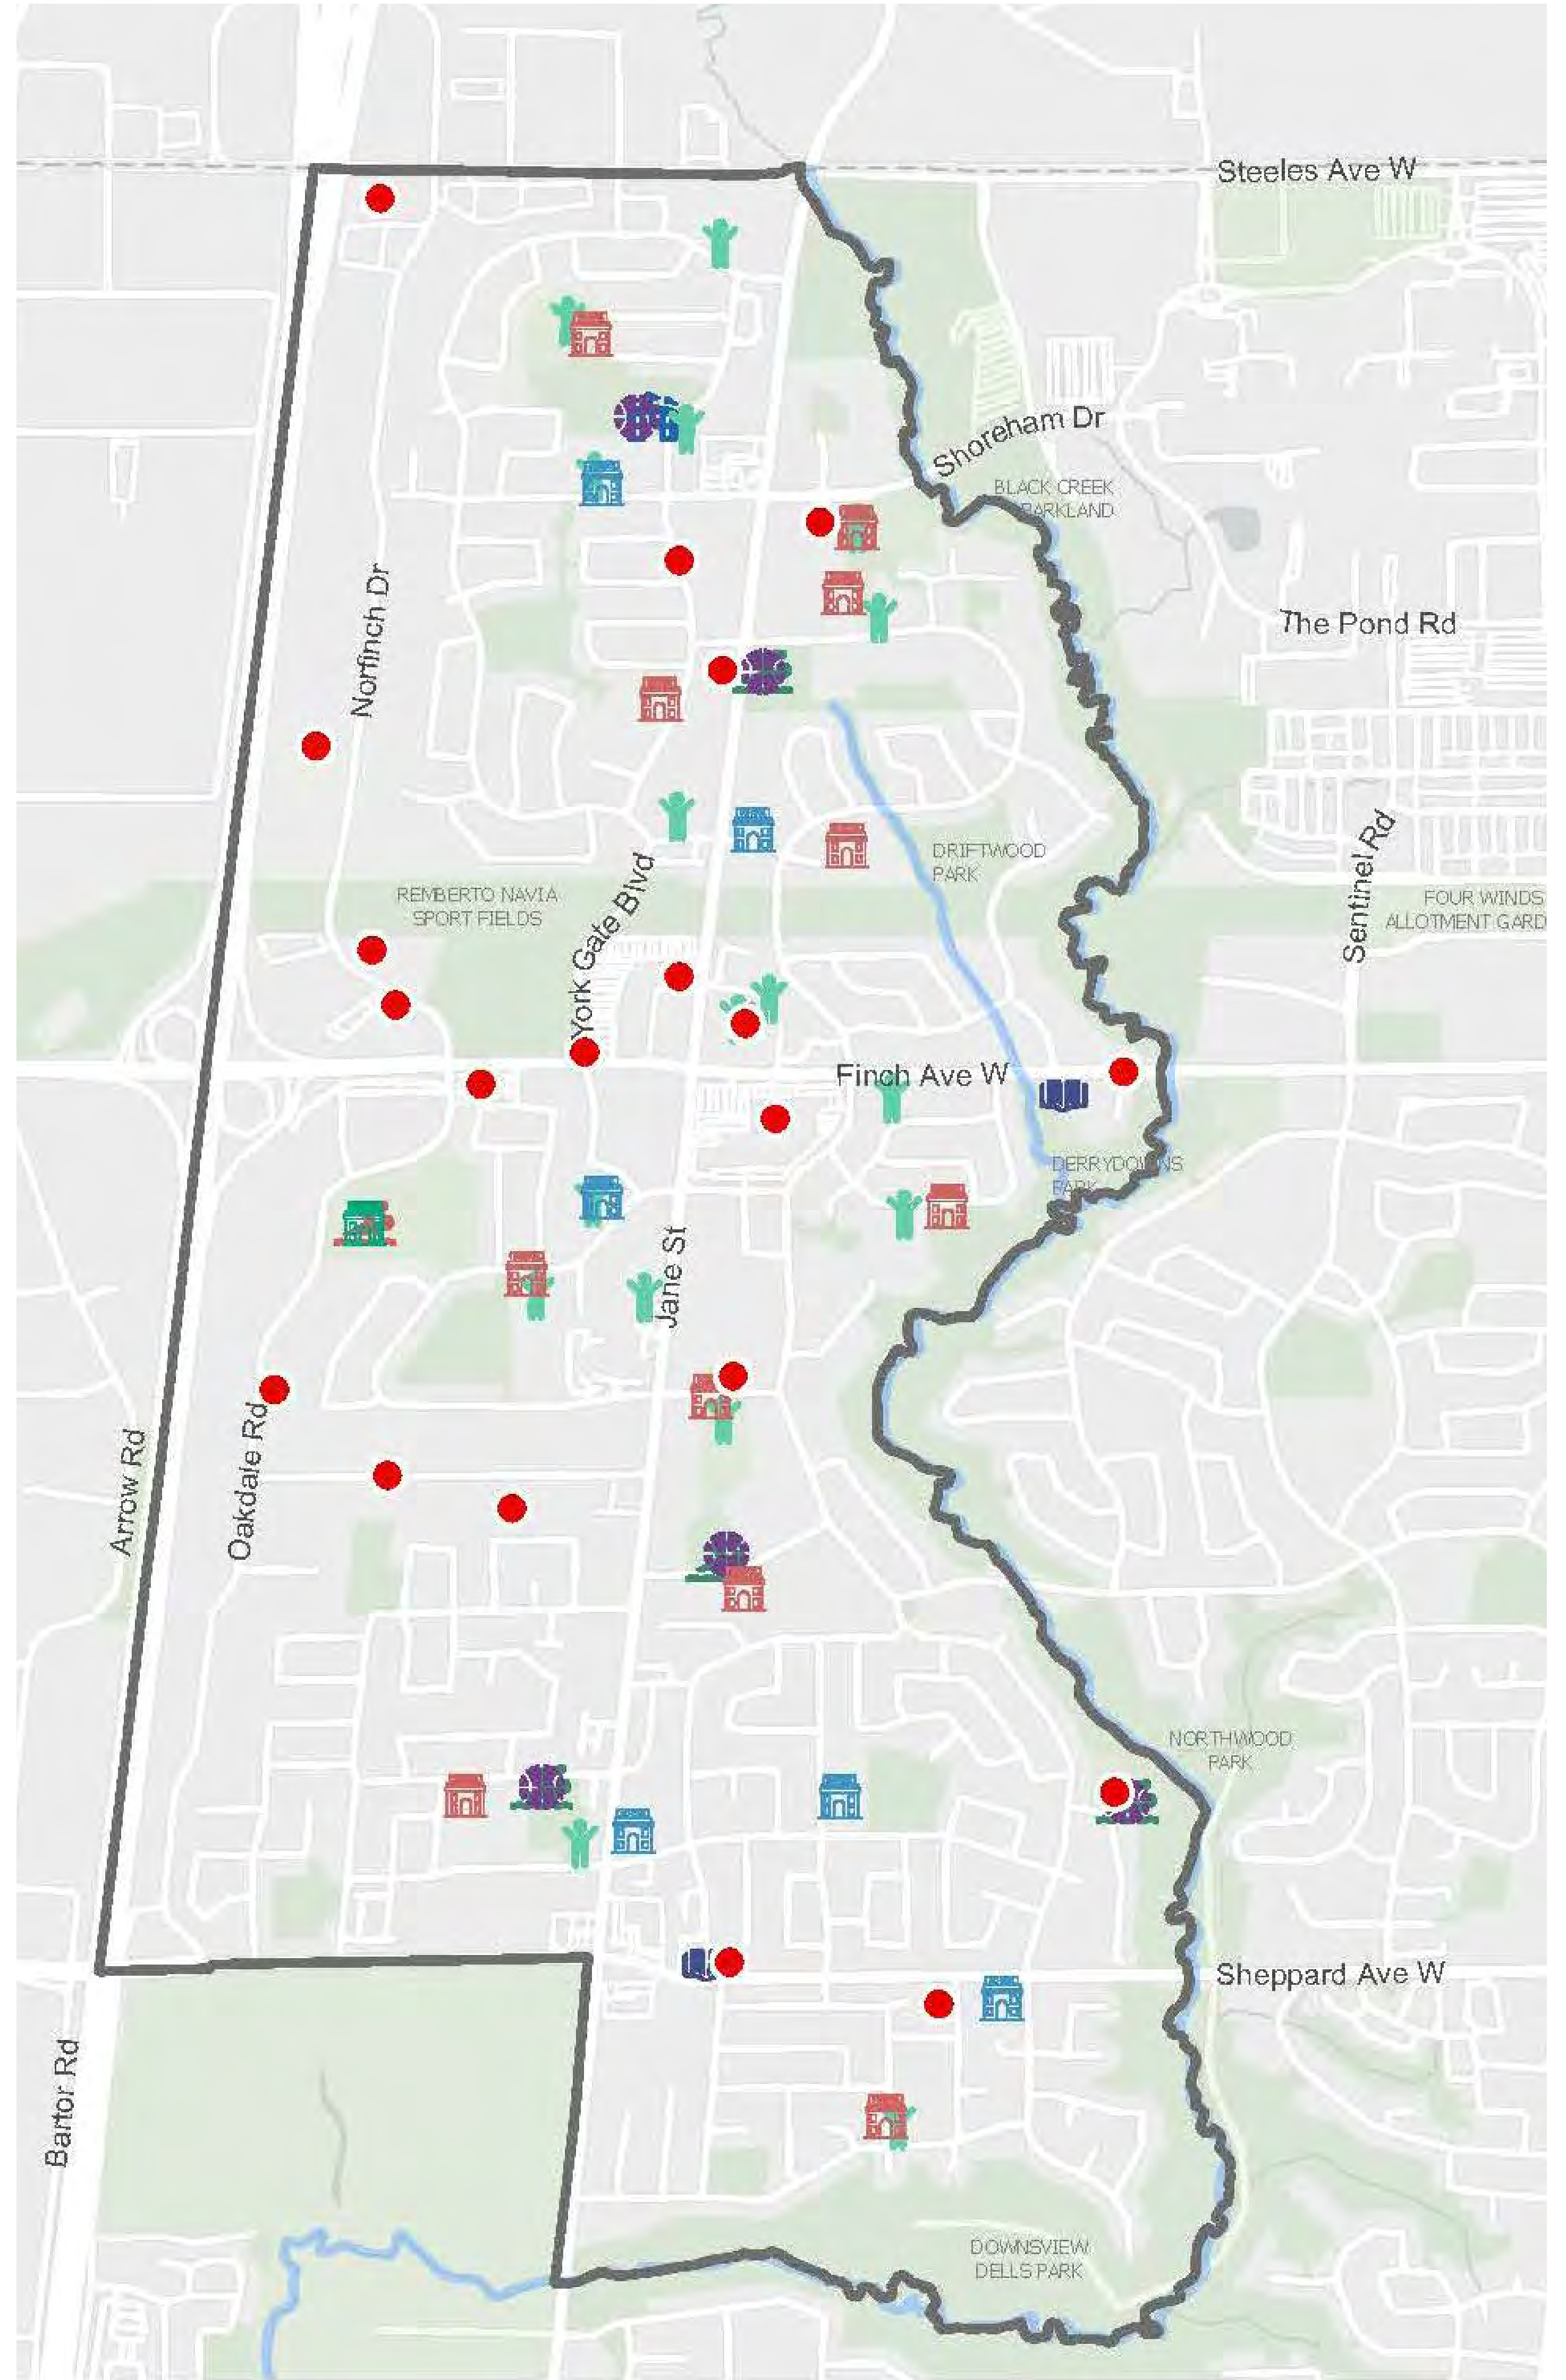 Steeles Ave W
Shoreham Dr
BLACK CREEK
PARKLAND
Norfinch Dr
The Pond Rd
DRIFTWOOD
PARK
Sentinel Rd
REMBERTO NAVIA
SPORT FIELDS
York Gate Blvd
FOUR WINDS
ALLOTMENT GARD
Finch Ave W
DERRYDOWNS
PARK
Jane St
Arrow Rd
Oakdale Rd
NORTHWOOD
PARK
Sheppard Ave W
Bartor Rd
DOWNSVIEW
DELLS PARK